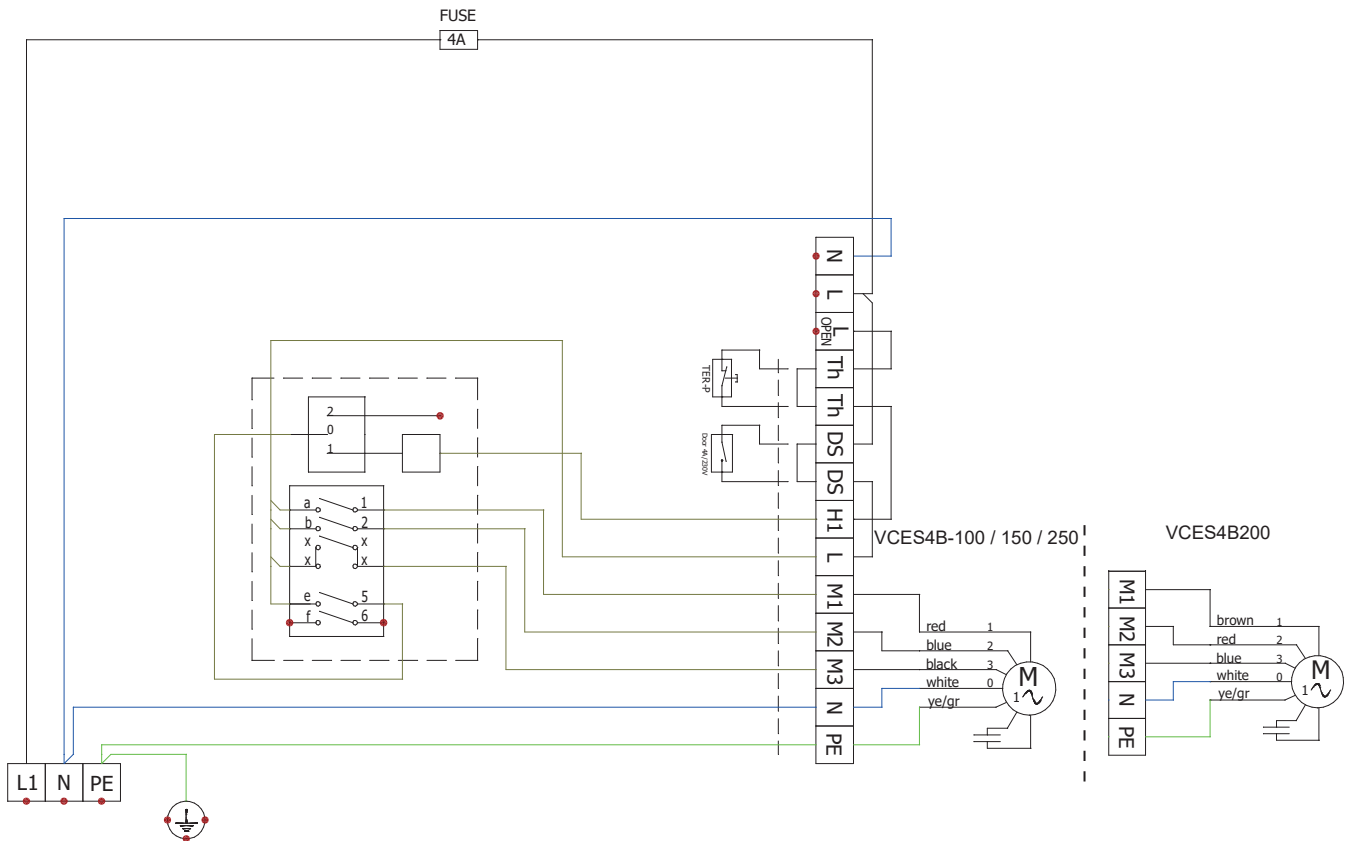 FUSE
4A
N
L
L
OPEN
Th
Th
DS
DS
H1
L
M1
M2
M3
N
PE
TER-P
Door 4A/230V
2
0
1
a 1
b 2
x x
x x
e 5
f 6
VCES4B-100 / 150 / 250
red 1
blue 2
black 3
white 0
ye/gr
M
1
VCES4B200
M1
M2
M3
N
PE
brown 1
red 2
blue 3
white 0
ye/gr
M
1
L1 N PE